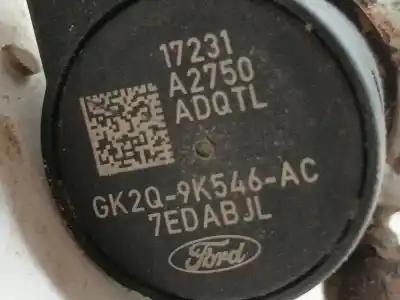 17231
A2750
ADQTL
GK2Q-9K546-AC
7EDABJL
Ford